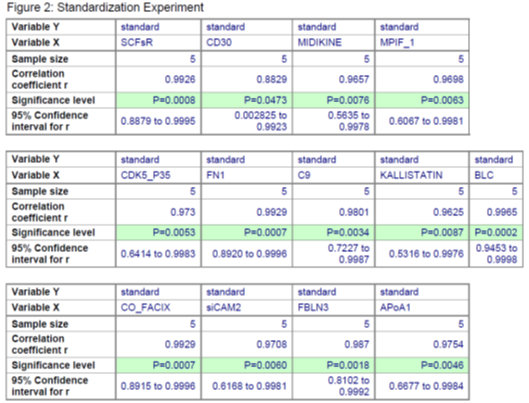 Figure 2: Standardization Experiment
Variable Y standard standard standard standard
Variable X SCFsR CD30 MIDIKINE MPIF_1
Sample size 5 5 5 5
Correlation coefficient r 0.9926 0.8829 0.9657 0.9698
Significance level P=0.0008 P=0.0473 P=0.0076 P=0.0063
95% Confidence interval for r 0.8879 to 0.9995 0.002825 to 0.9923 0.5635 to 0.9978 0.6067 to 0.9981
Variable Y standard standard standard standard standard
Variable X CDK5_P35 FN1 C9 KALLISTATIN BLC
Sample size 5 5 5 5 5
Correlation coefficient r 0.973 0.9929 0.9801 0.9625 0.9965
Significance level P=0.0053 P=0.0007 P=0.0034 P=0.0087 P=0.0002
95% Confidence interval for r 0.6414 to 0.9983 0.8920 to 0.9996 0.7227 to 0.9987 0.5316 to 0.9976 0.9453 to 0.9998
Variable Y standard standard standard standard
Variable X CO_FACIX siCAM2 FBLN3 APoA1
Sample size 5 5 5 5
Correlation coefficient r 0.9929 0.9708 0.987 0.9754
Significance level P=0.0007 P=0.0060 P=0.0018 P=0.0046
95% Confidence interval for r 0.8915 to 0.9996 0.6168 to 0.9981 0.8102 to 0.9992 0.6677 to 0.9984